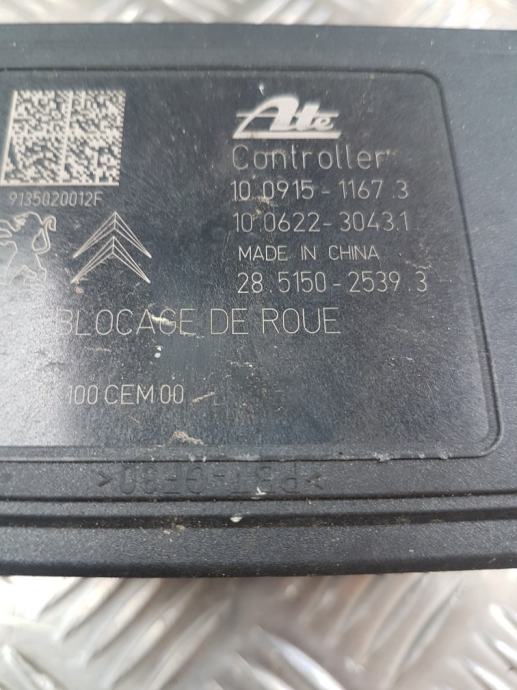 Ate
Controller
9135020012F
10.0915-1167.3
10.0622-3043.1
MADE IN CHINA
28.5150-2539.3
BLOCAGE DE ROUE
100 CEM 00
>PBT-GF30<